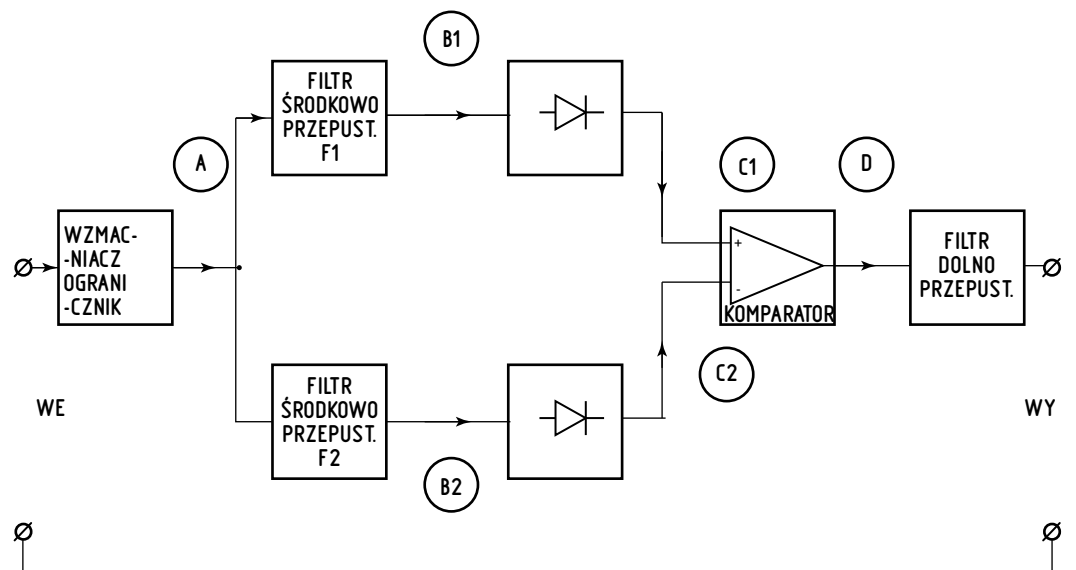 B1
FILTR
ŚRODKOWO
PRZEPUST.
F1
A
C1
D
WZMAC-
-NIACZ
OGRANI
-CZNIK
+
-
KOMPARATOR
FILTR
DOLNO
PRZEPUST.
C2
FILTR
ŚRODKOWO
PRZEPUST.
F2
WE
WY
B2